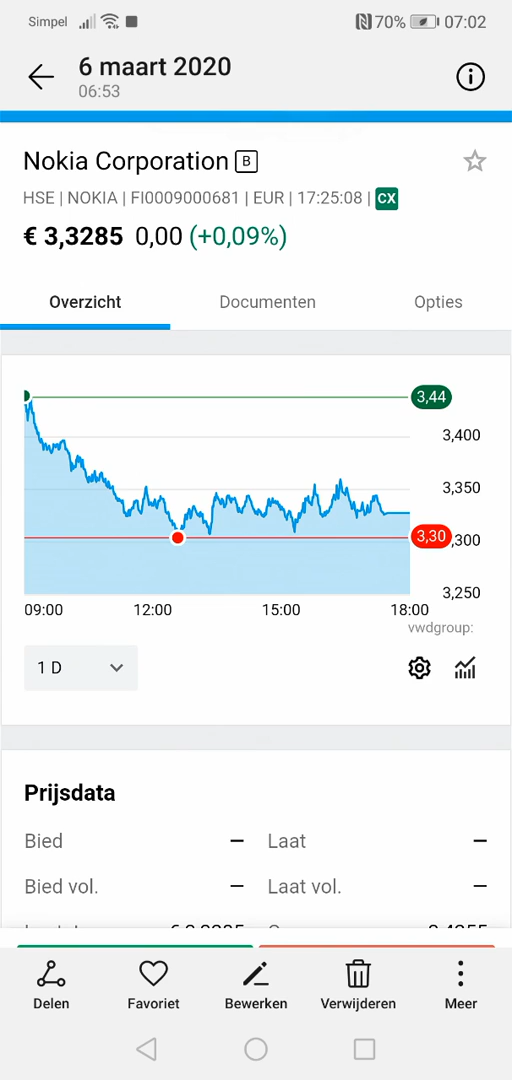 Simpel 70% 07:02
6 maart 2020
06:53
Nokia Corporation B
HSE | NOKIA | FI0009000681 | EUR | 17:25:08 | CX
€ 3,3285 0,00 (+0,09%)
Overzicht Documenten Opties
3,44
3,400
3,350
3,30 ,300
3,250
09:00 12:00 15:00 18:00
vwdgroup:
1 D
Prijsdata
Bied – Laat –
Bied vol. – Laat vol. –
Delen Favoriet Bewerken Verwijderen Meer